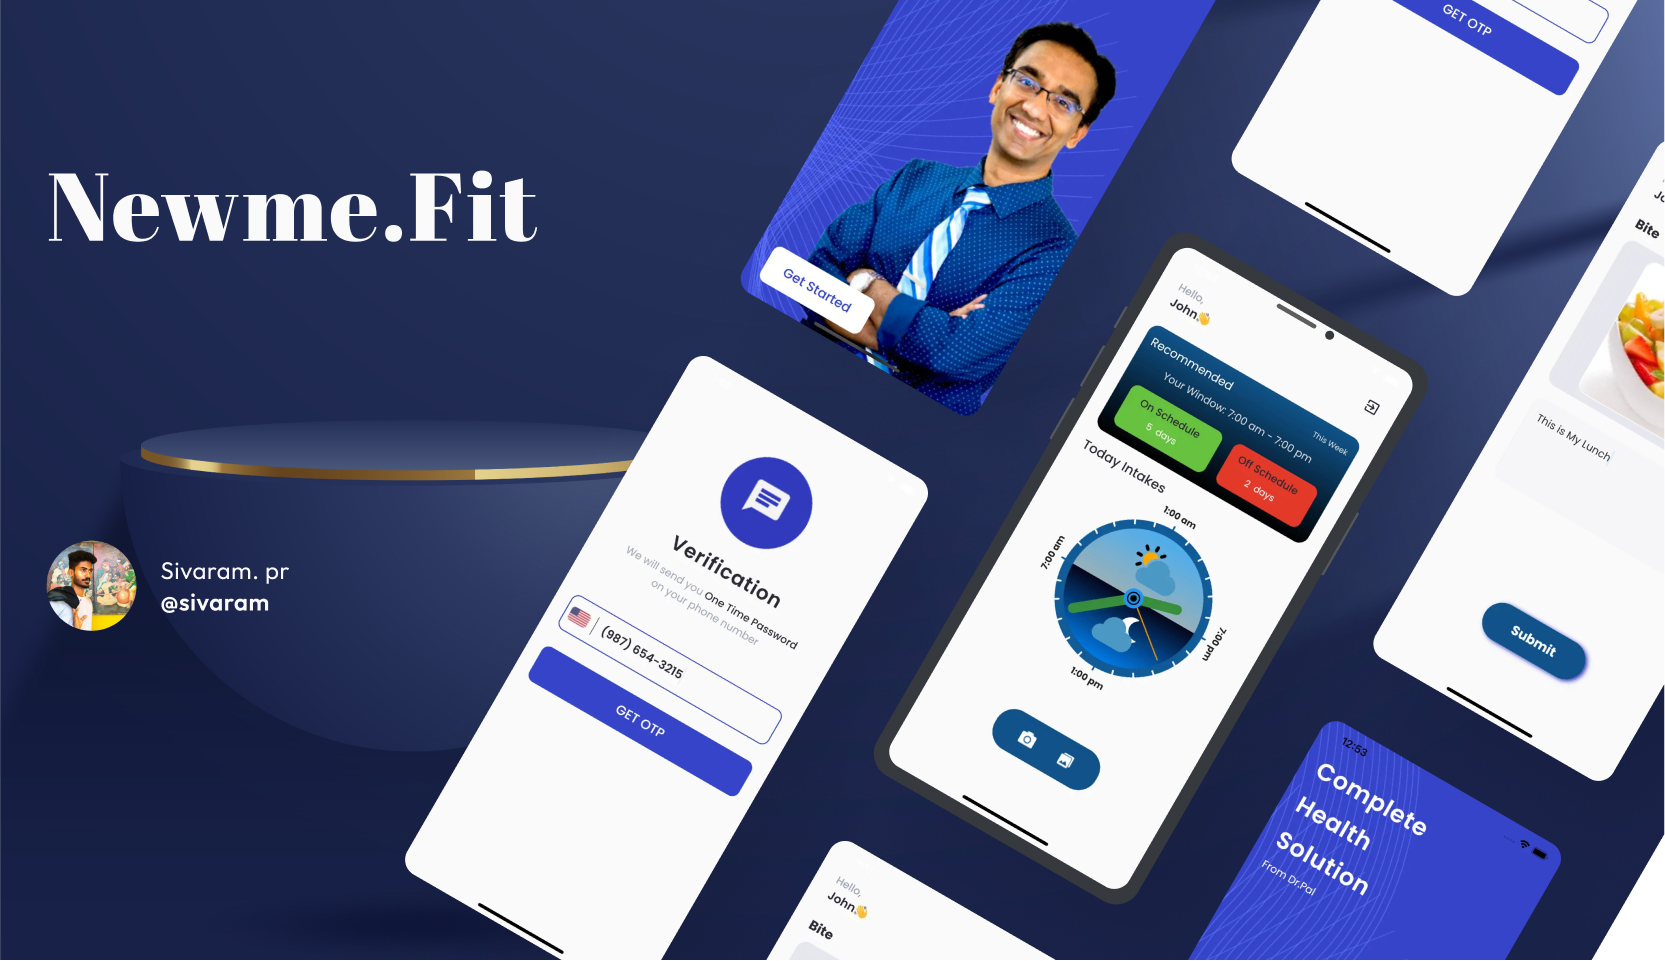 Newme.Fit
Sivaram. pr
@sivaram
Get Started
GET OTP
Verification
We will send you One Time Password
on your phone number
(987) 654-3215
GET OTP
Hello,
John.👋
Recommended
Your Window: 7:00 am - 7:00 pm
This Week
On Schedule
5 days
Off Schedule
2 days
Today Intakes
1:00 am
7:00 am
7:00 pm
1:00 pm
Bite
This is My Lunch
Submit
Hello,
John.👋
Bite
12:53
Complete
Health
Solution
From Dr.Pal